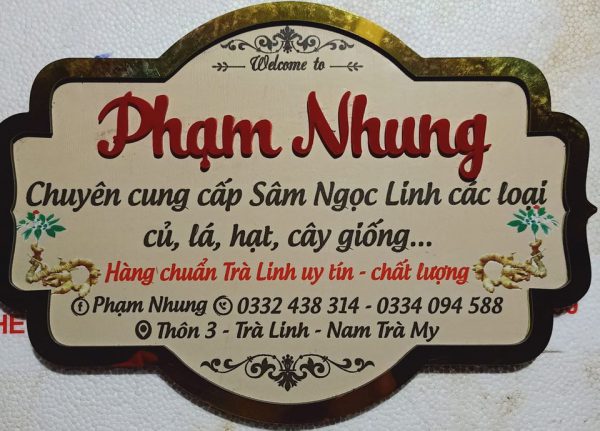 Welcome to
Phạm Nhung
Chuyên cung cấp Sâm Ngọc Linh các loại
củ, lá, hạt, cây giống...
Hàng chuẩn Trà Linh uy tín - chất lượng
Phạm Nhung 0332 438 314 - 0334 094 588
Thôn 3 - Trà Linh - Nam Trà My